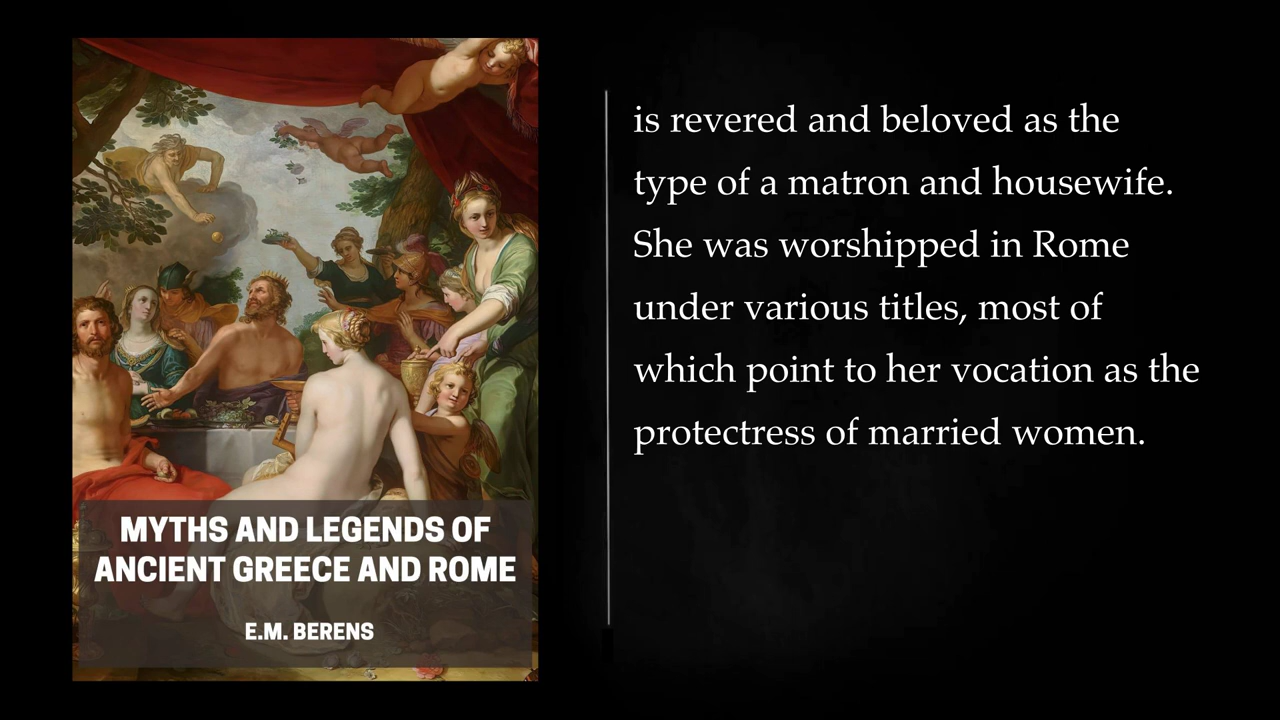 MYTHS AND LEGENDS OF
ANCIENT GREECE AND ROME
E.M. BERENS
is revered and beloved as the
type of a matron and housewife.
She was worshipped in Rome
under various titles, most of
which point to her vocation as the
protectress of married women.